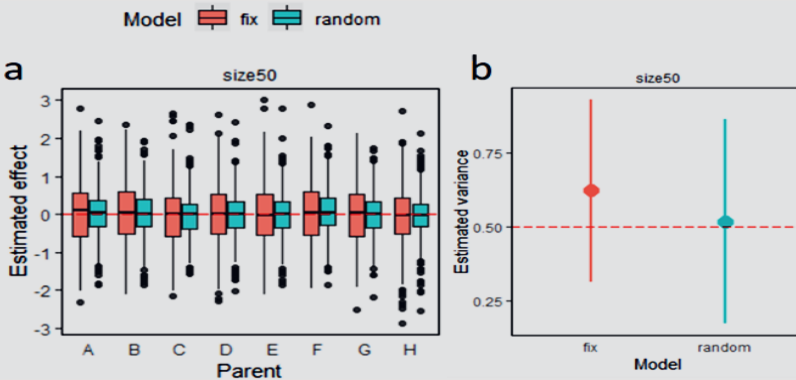 Model fix random
a
size50
Estimated effect
3
2
1
0
-1
-2
-3
A B C D E F G H
Parent
b
size50
Estimated variance
0.75
0.50
0.25
fix random
Model